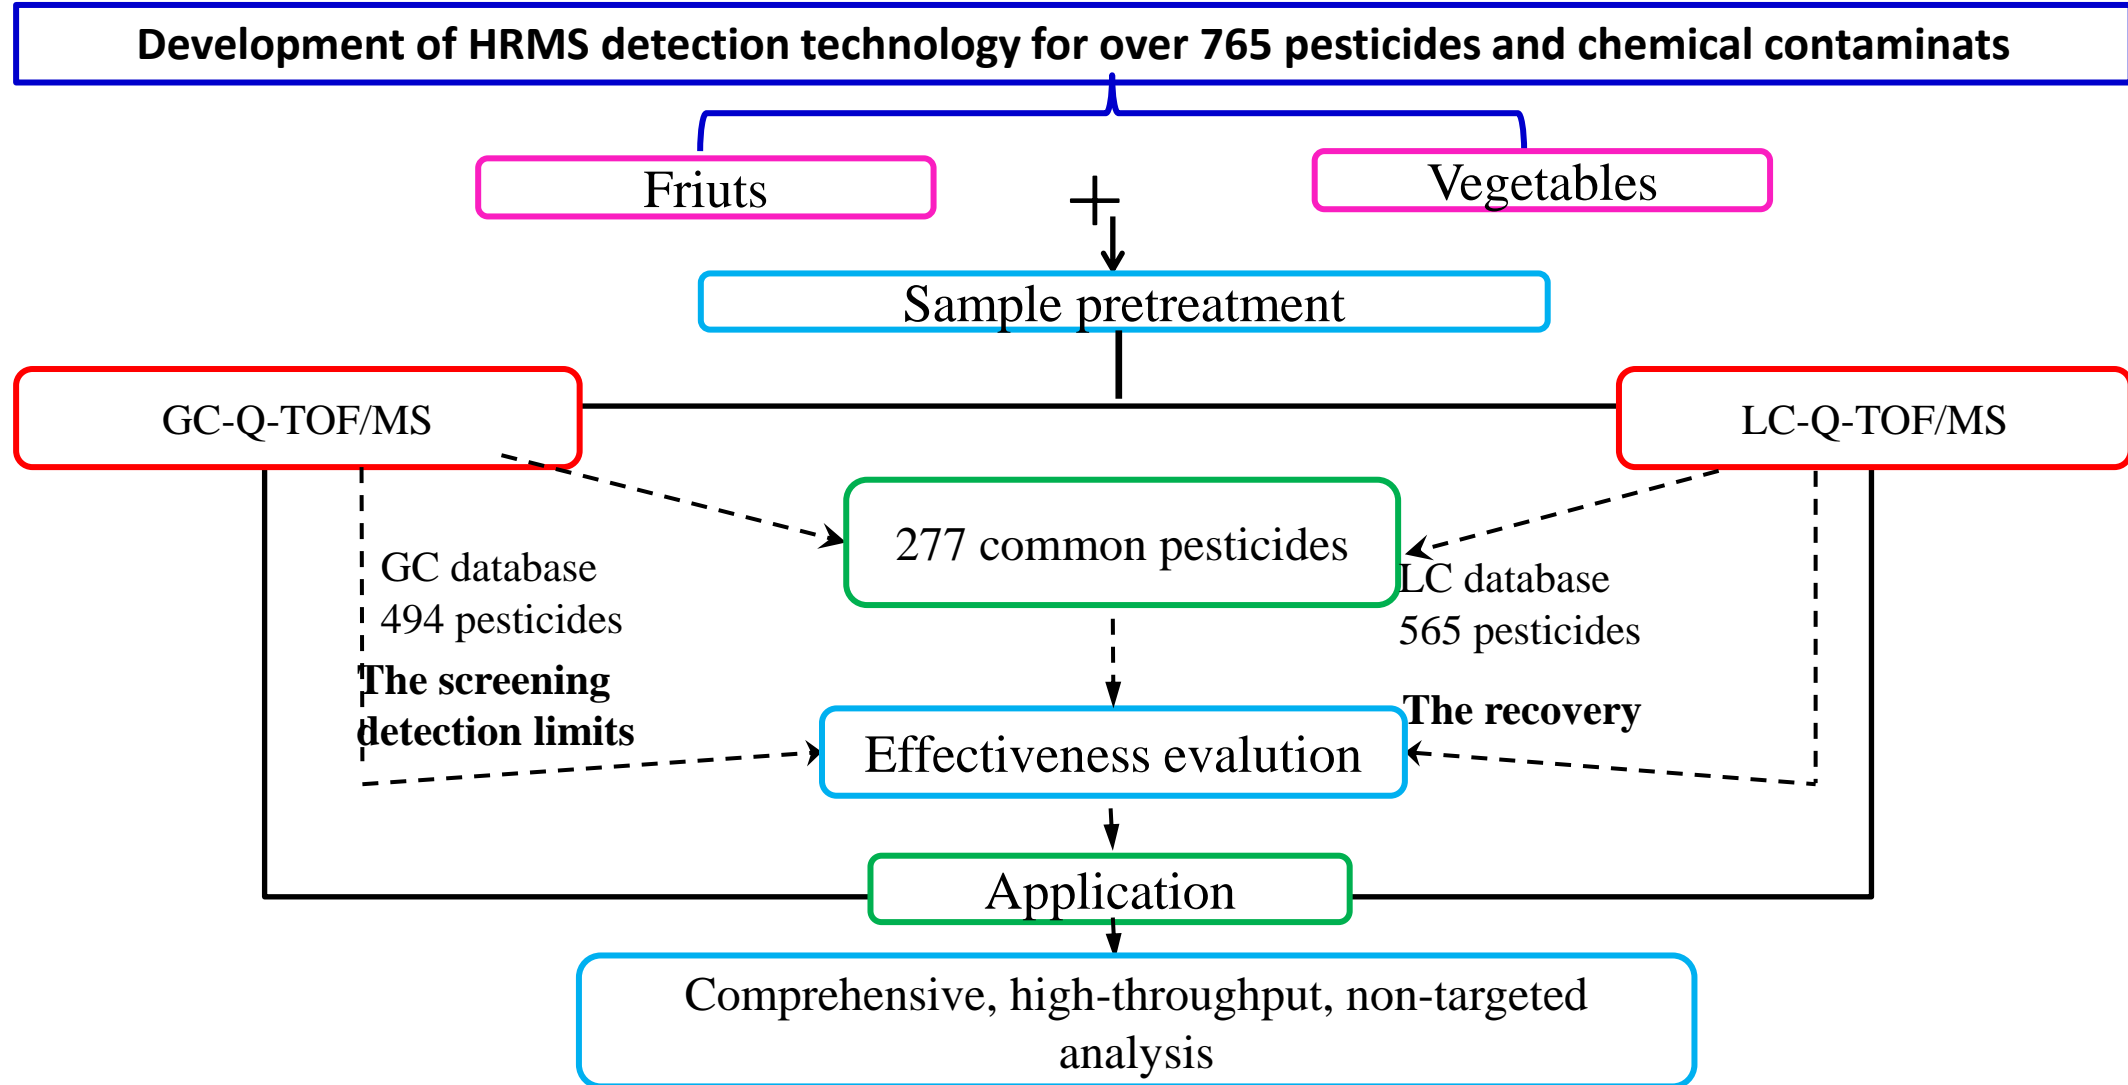 Development of HRMS detection technology for over 765 pesticides and chemical contaminats
Friuts
+
Vegetables
Sample pretreatment
GC-Q-TOF/MS
LC-Q-TOF/MS
277 common pesticides
GC database
494 pesticides
LC database
565 pesticides
The screening
detection limits
The recovery
Effectiveness evalution
Application
Comprehensive, high-throughput, non-targeted
analysis